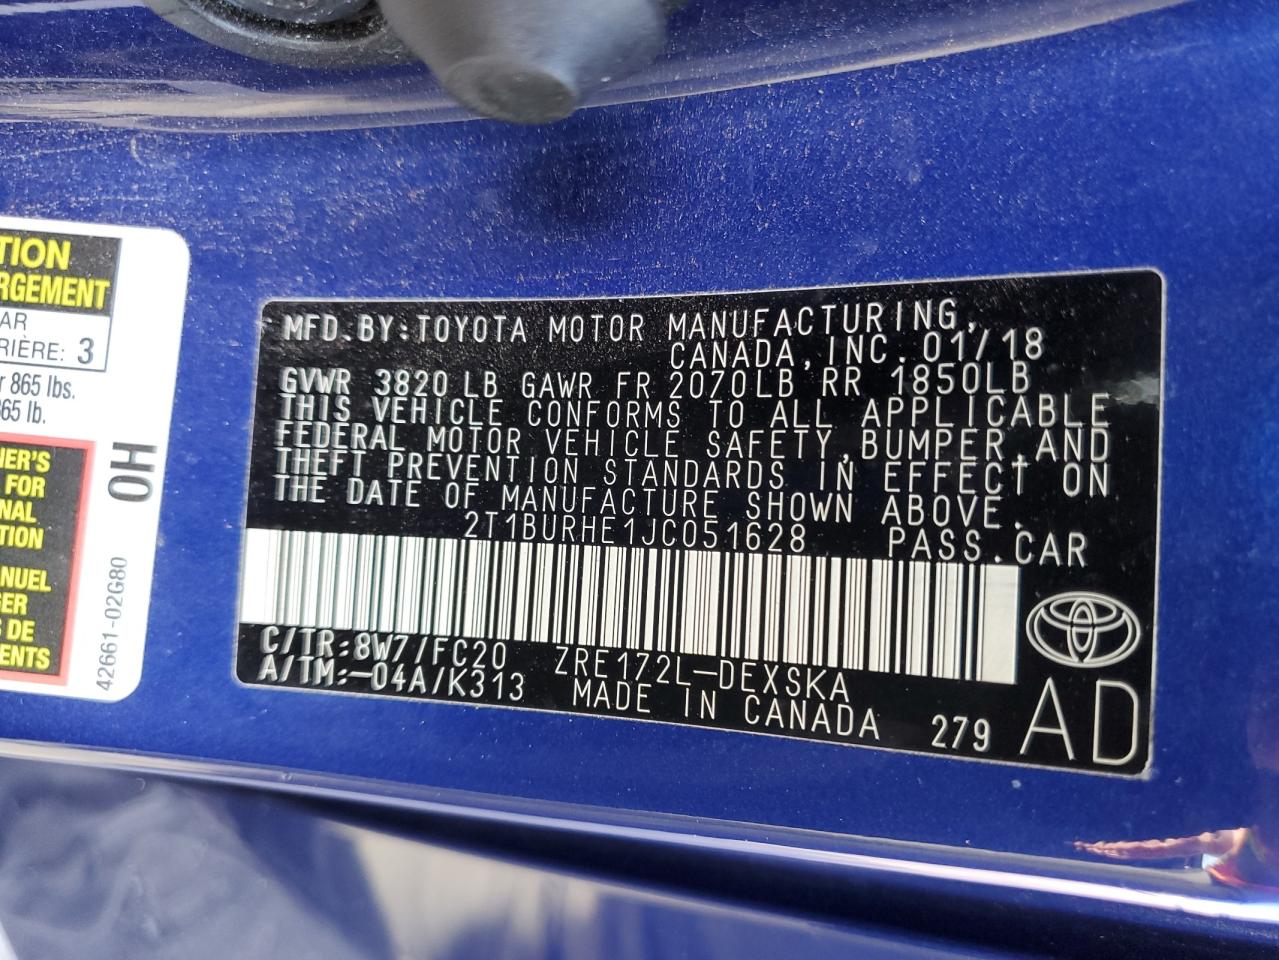 TION
RGEMENT
AR
RIÈRE: 3
865 lbs.
865 lb.
NER'S
FOR
NAL
TION
NUEL
GER
S DE
ENTS
OH
42661-02G80
MFD.BY:TOYOTA MOTOR MANUFACTURING,
CANADA,INC. 01/18
GVWR 3820 LB GAWR FR 2070LB RR 1850LB
THIS VEHICLE CONFORMS TO ALL APPLICABLE
FEDERAL MOTOR VEHICLE SAFETY,BUMPER,AND
THEFT PREVENTION STANDARDS IN EFFECT ON
THE DATE OF MANUFACTURE SHOWN ABOVE.
2T1BURHE1JC051628 PASS.CAR
C/TR:8W7/FC20 ZRE172L-DEXSKA
A/TM:-04A/K313 MADE IN CANADA 279 AD